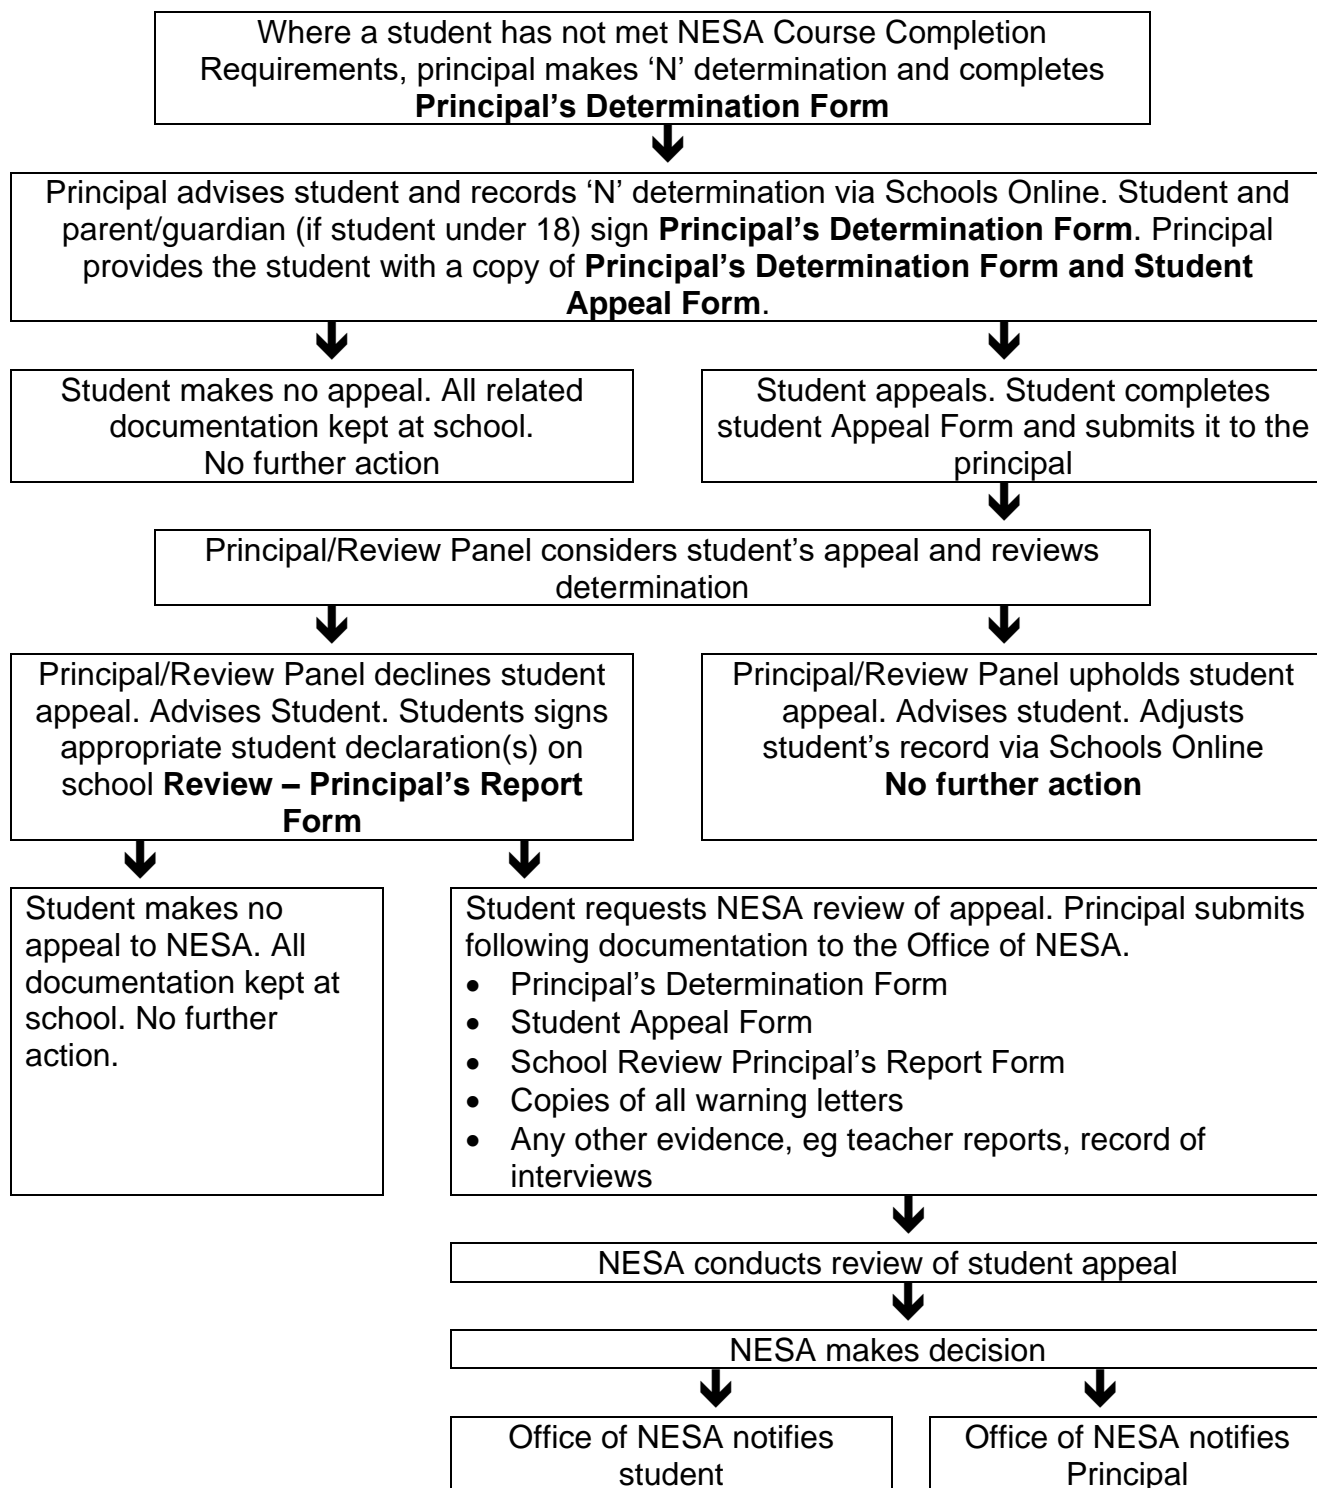 Where a student has not met NESA Course Completion
Requirements, principal makes ‘N’ determination and completes
Principal’s Determination Form
Principal advises student and records ‘N’ determination via Schools Online. Student and
parent/guardian (if student under 18) sign Principal’s Determination Form. Principal
provides the student with a copy of Principal’s Determination Form and Student
Appeal Form.
Student makes no appeal. All related
documentation kept at school.
No further action
Student appeals. Student completes
student Appeal Form and submits it to the
principal
Principal/Review Panel considers student’s appeal and reviews
determination
Principal/Review Panel declines student
appeal. Advises Student. Students signs
appropriate student declaration(s) on
school Review – Principal’s Report
Form
Principal/Review Panel upholds student
appeal. Advises student. Adjusts
student’s record via Schools Online
No further action
Student makes no
appeal to NESA. All
documentation kept at
school. No further
action.
Student requests NESA review of appeal. Principal submits
following documentation to the Office of NESA.
• Principal’s Determination Form
• Student Appeal Form
• School Review Principal’s Report Form
• Copies of all warning letters
• Any other evidence, eg teacher reports, record of
interviews
NESA conducts review of student appeal
NESA makes decision
Office of NESA notifies
student
Office of NESA notifies
Principal